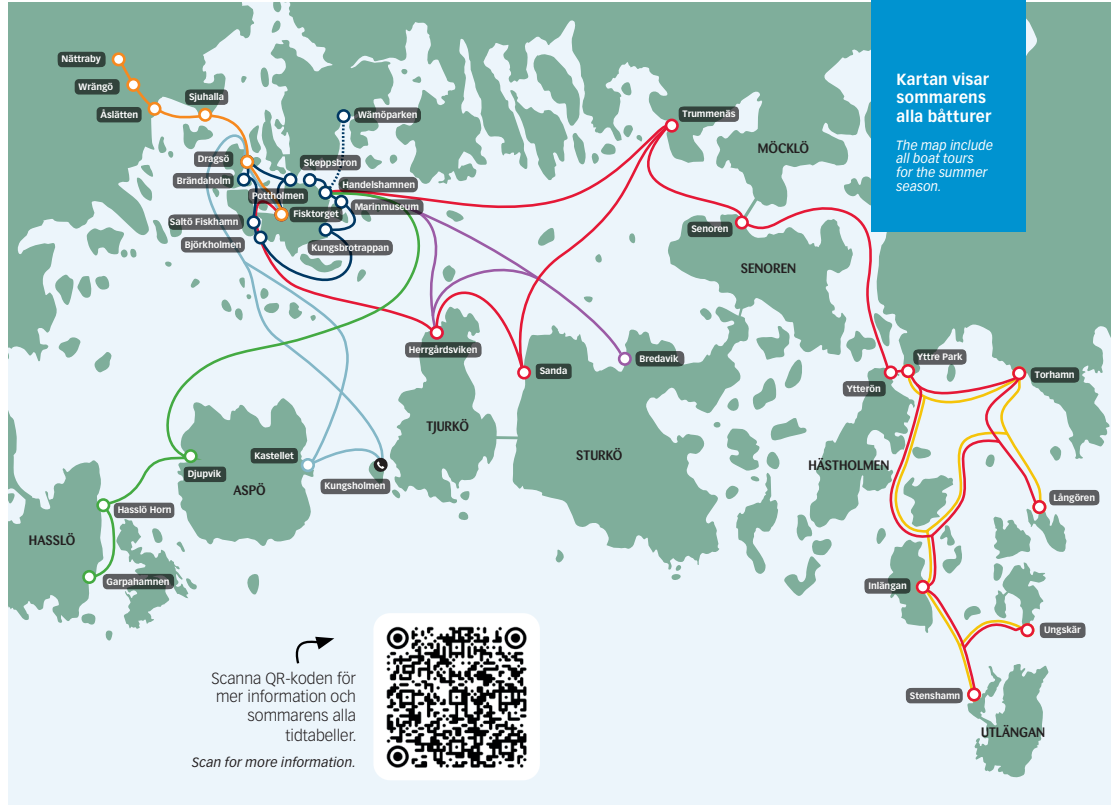 Kartan visar
sommarens
alla båtturer
The map include
all boat tours
for the summer
season.
Nättraby
Wrängö
Åslätten
Sjuhalla
Wämöparken
Trummenäs
MÖCKLÖ
Dragsö
Skeppsbron
Brändaholm
Handelshamnen
Pottholmen
Marinmuseum
Fisktorget
Saltö Fiskhamn
Björkholmen
Kungsbrotrappan
Senoren
SENOREN
Herrgårdsviken
Sanda
Bredavik
Yttre Park
Ytterön
Torhamn
TJURKÖ
STURKÖ
HÄSTHOLMEN
Kastellet
Djupvik
Kungsholmen
ASPÖ
Långören
Hasslö Horn
HASSLÖ
Garpahamnen
Inlängan
Ungskär
Stenshamn
UTLÄNGAN
Scanna QR-koden för
mer information och
sommarens alla
tidtabeller.
Scan for more information.